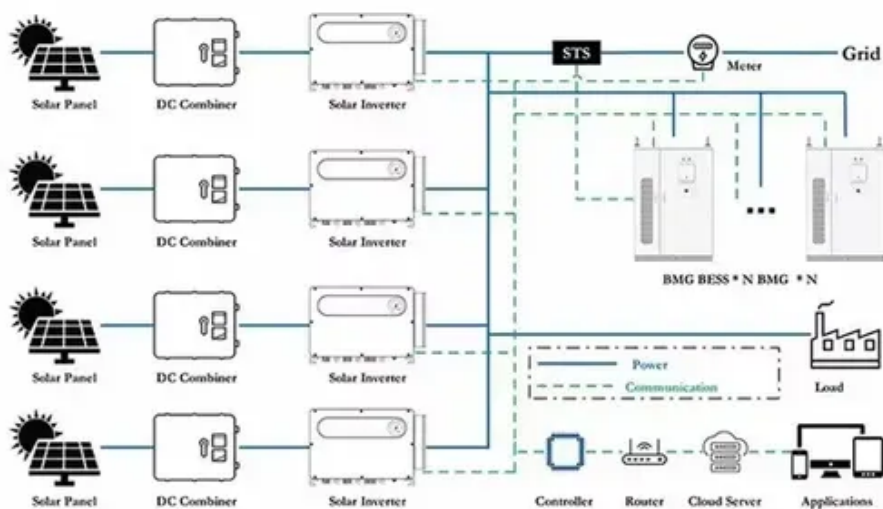 STS
Meter
Grid
Solar Panel
DC Combiner
Solar Inverter
Solar Panel
DC Combiner
Solar Inverter
BMG BESS * N BMG * N
Solar Panel
DC Combiner
Solar Inverter
Power
Communication
Load
Solar Panel
DC Combiner
Solar Inverter
Controller
Router
Cloud Server
Applications